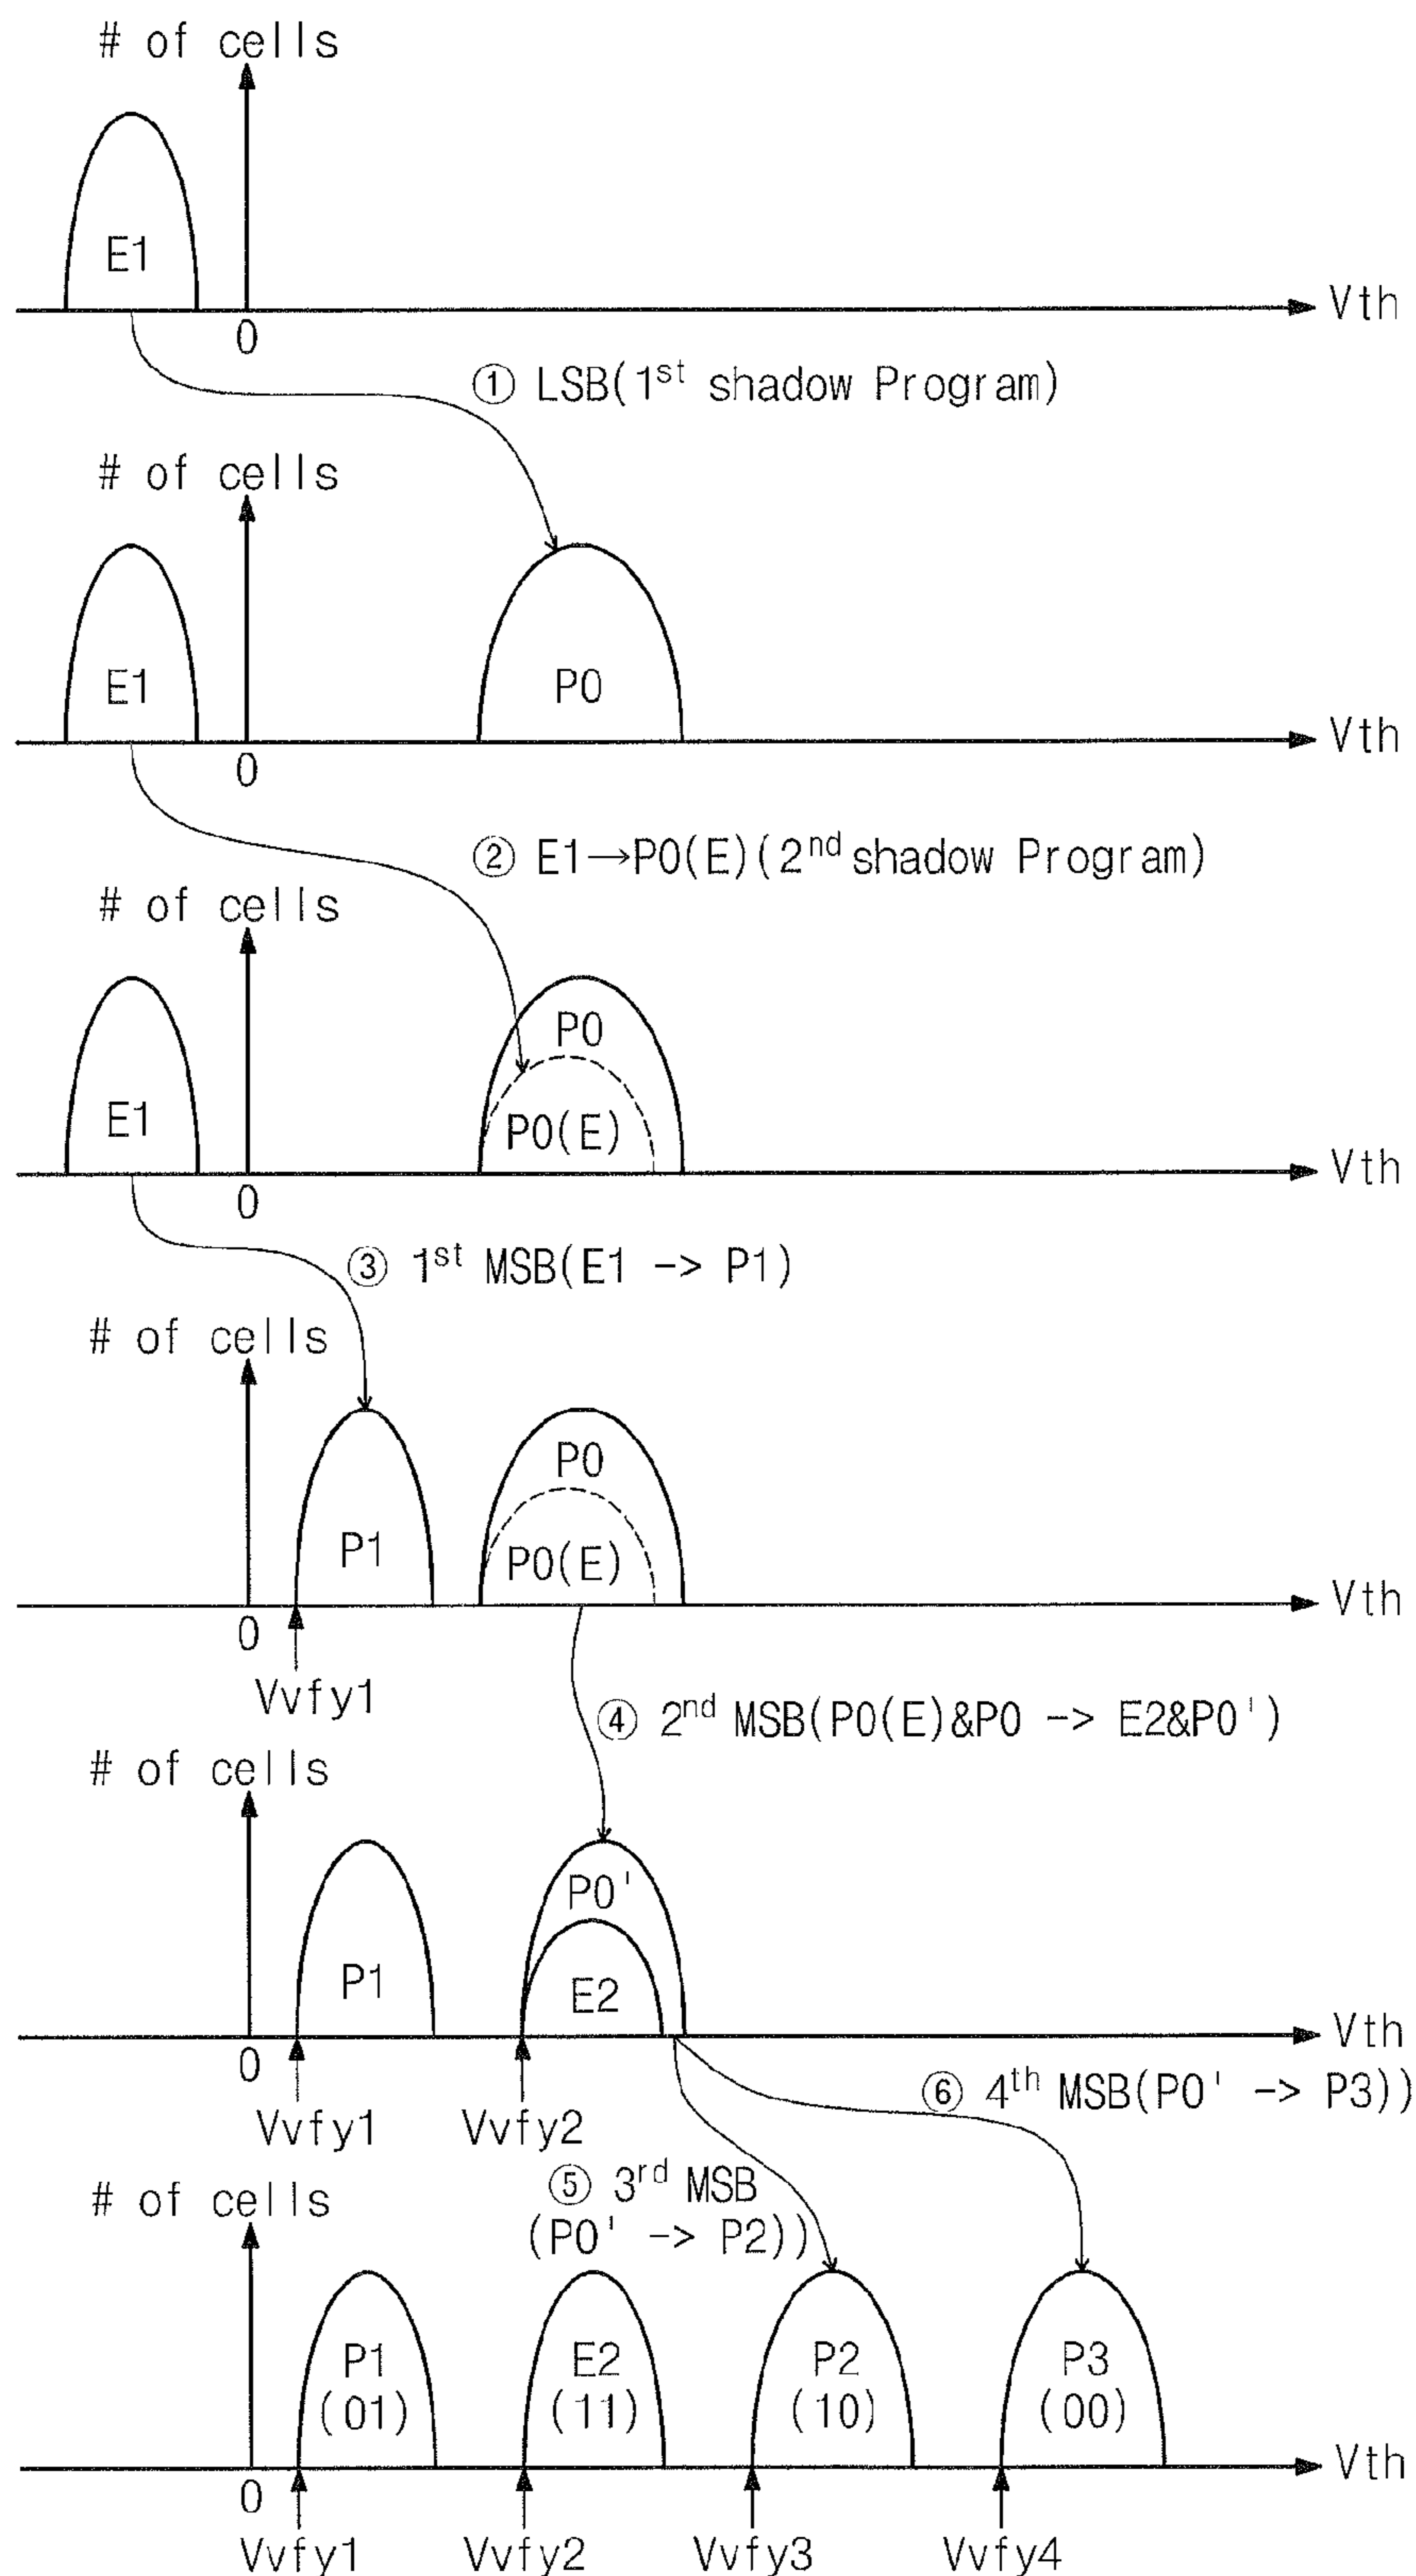 # of cells
E1
Vth
0
① LSB(1st shadow Program)
# of cells
E1
P0
Vth
0
② E1→P0(E)(2nd shadow Program)
# of cells
E1
P0
P0(E)
Vth
0
③ 1st MSB(E1 -> P1)
# of cells
P1
P0
P0(E)
Vth
0
Vvfy1
④ 2nd MSB(P0(E)&P0 -> E2&P0')
# of cells
P1
P0'
E2
Vth
0
Vvfy1
Vvfy2
⑥ 4th MSB(P0' -> P3))
⑤ 3rd MSB
(P0' -> P2))
# of cells
P1
(01)
E2
(11)
P2
(10)
P3
(00)
Vth
0
Vvfy1
Vvfy2
Vvfy3
Vvfy4